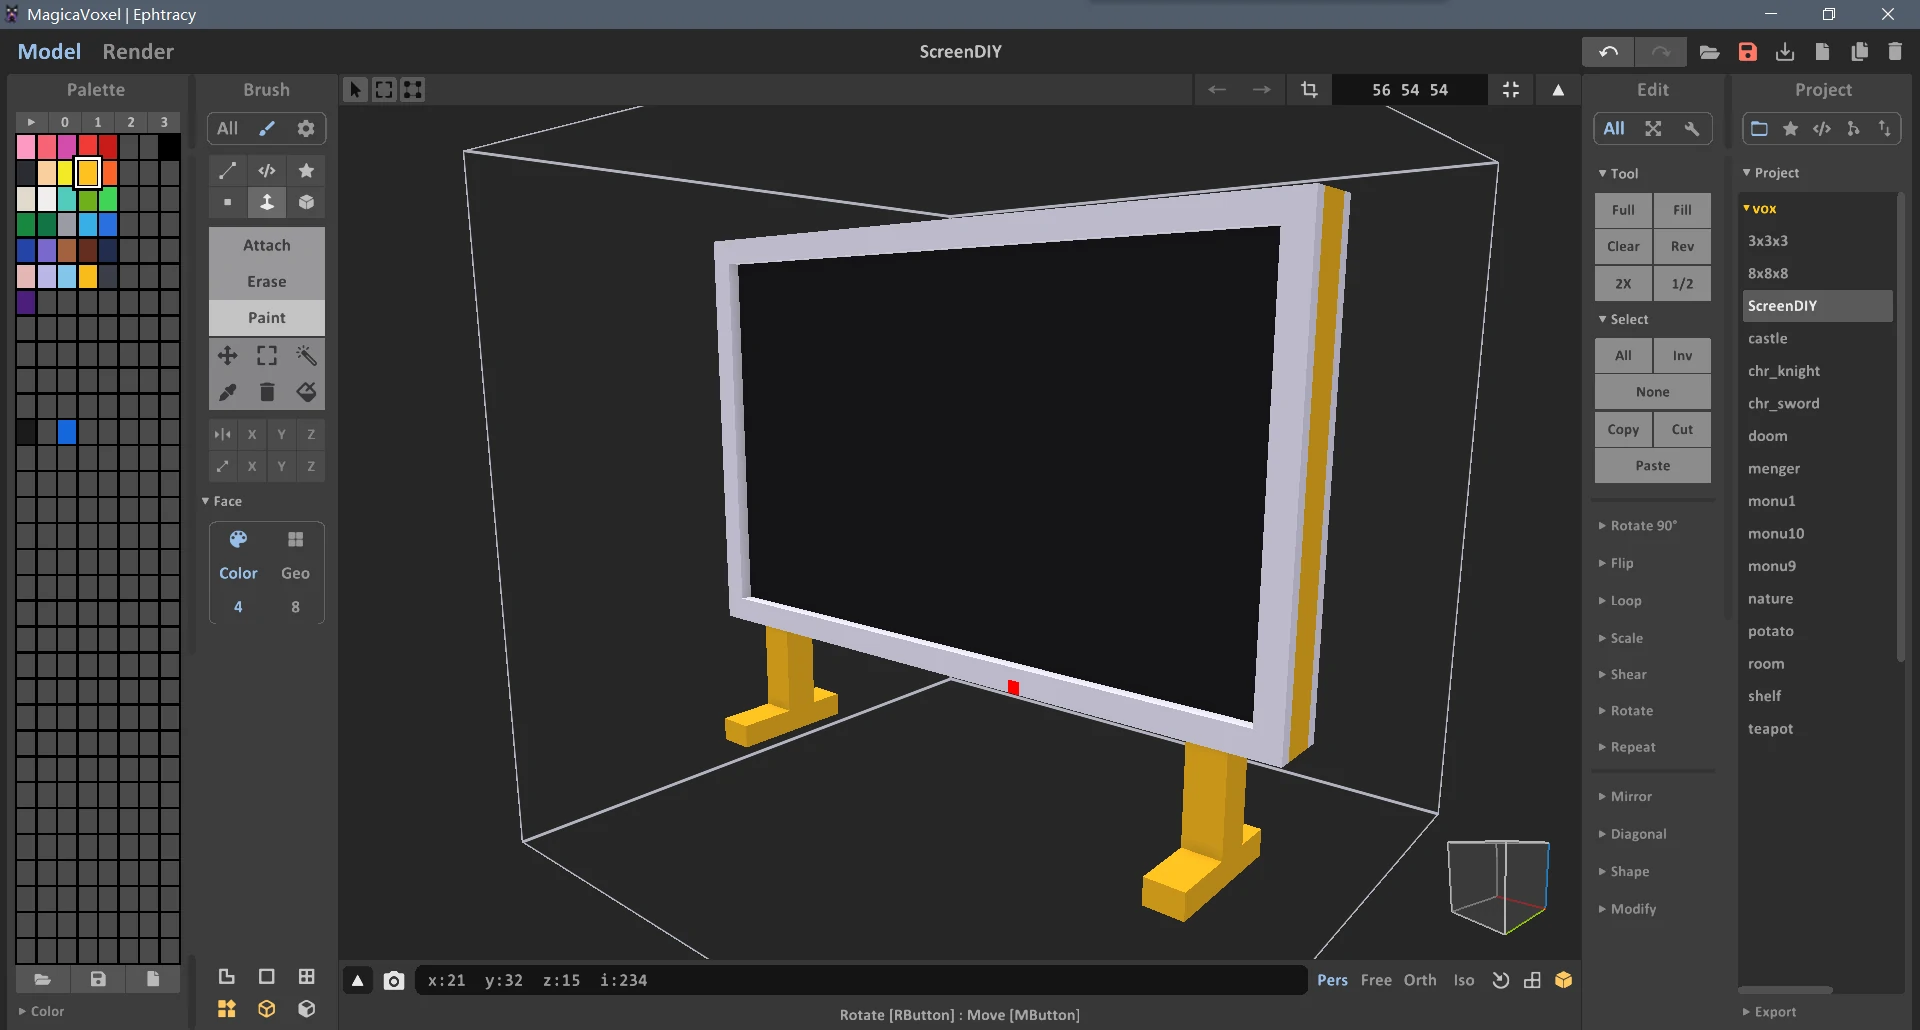 MagicaVoxel | Ephtracy
Model Render
ScreenDIY
Palette
0 1 2 3
Color
Brush
All
Attach
Erase
Paint
X Y Z
X Y Z
Face
Color Geo
4 8
56 54 54
x:21 y:32 z:15 i:234
Pers Free Orth Iso
Rotate [RButton] : Move [MButton]
Edit
All
Tool
Full Fill
Clear Rev
2X 1/2
Select
All Inv
None
Copy Cut
Paste
Rotate 90°
Flip
Loop
Scale
Shear
Rotate
Repeat
Mirror
Diagonal
Shape
Modify
Project
Project
vox
3x3x3
8x8x8
ScreenDIY
castle
chr_knight
chr_sword
doom
menger
monu1
monu10
monu9
nature
potato
room
shelf
teapot
Export